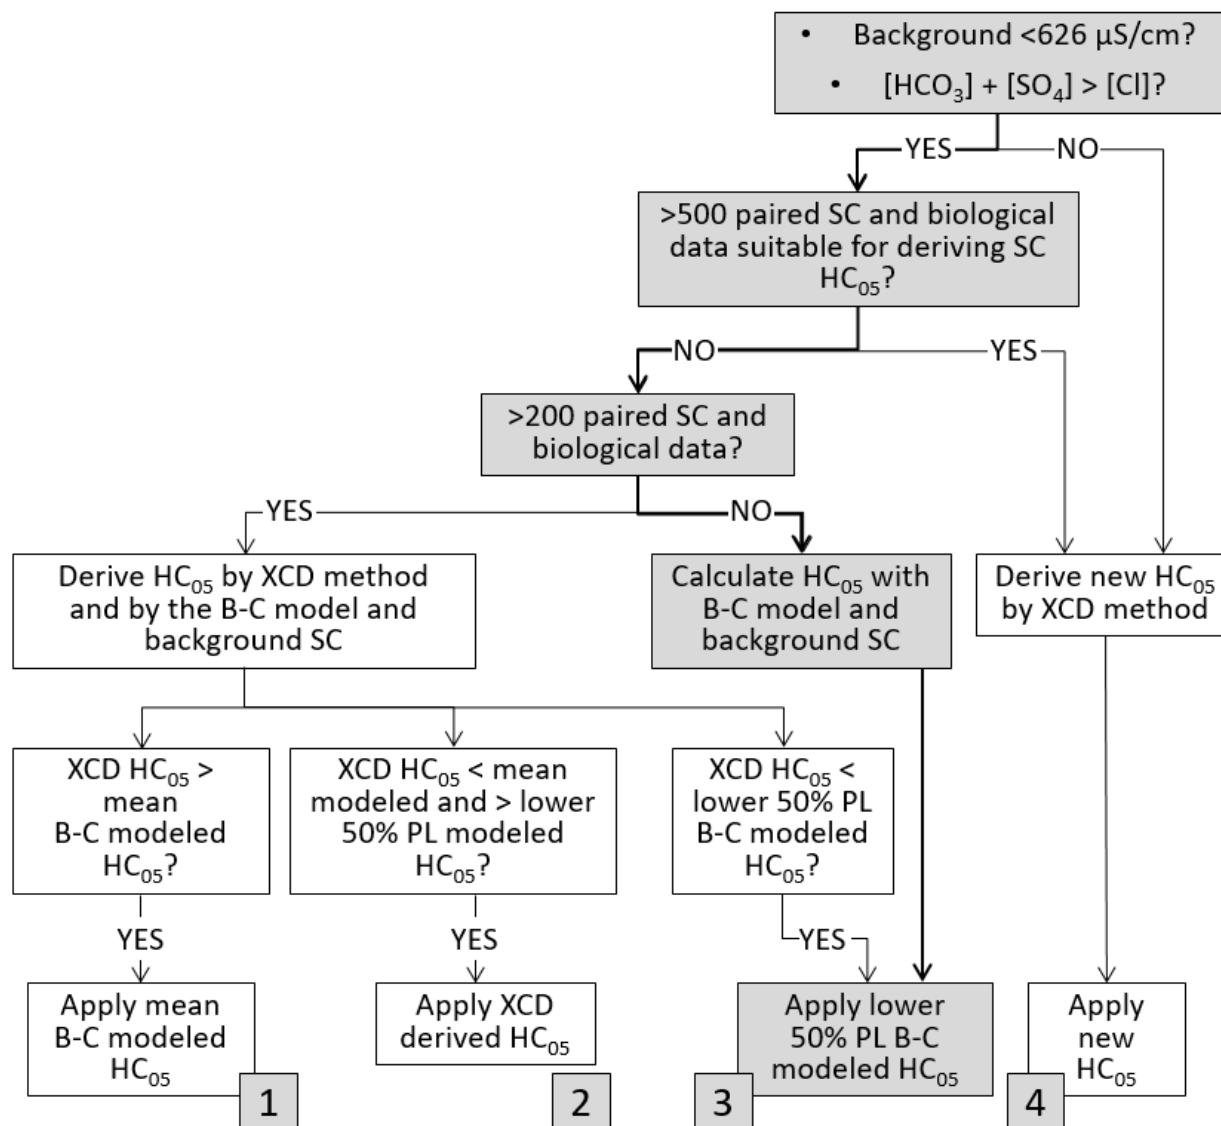 • Background <626 µS/cm?
• [HCO₃] + [SO₄] > [Cl]?
YES
NO
>500 paired SC and biological
data suitable for deriving SC
HC₀₅?
NO
YES
>200 paired SC and
biological data?
YES
NO
Derive HC₀₅ by XCD method
and by the B-C model and
background SC
Calculate HC₀₅ with
B-C model and
background SC
Derive new HC₀₅
by XCD method
XCD HC₀₅ >
mean
B-C modeled
HC₀₅?
XCD HC₀₅ < mean
modeled and > lower
50% PL modeled
HC₀₅?
XCD HC₀₅ <
lower 50% PL
B-C modeled
HC₀₅?
YES
YES
YES
Apply mean
B-C modeled
HC₀₅
1
Apply XCD
derived HC₀₅
2
Apply lower
50% PL B-C
modeled HC₀₅
3
Apply
new
HC₀₅
4